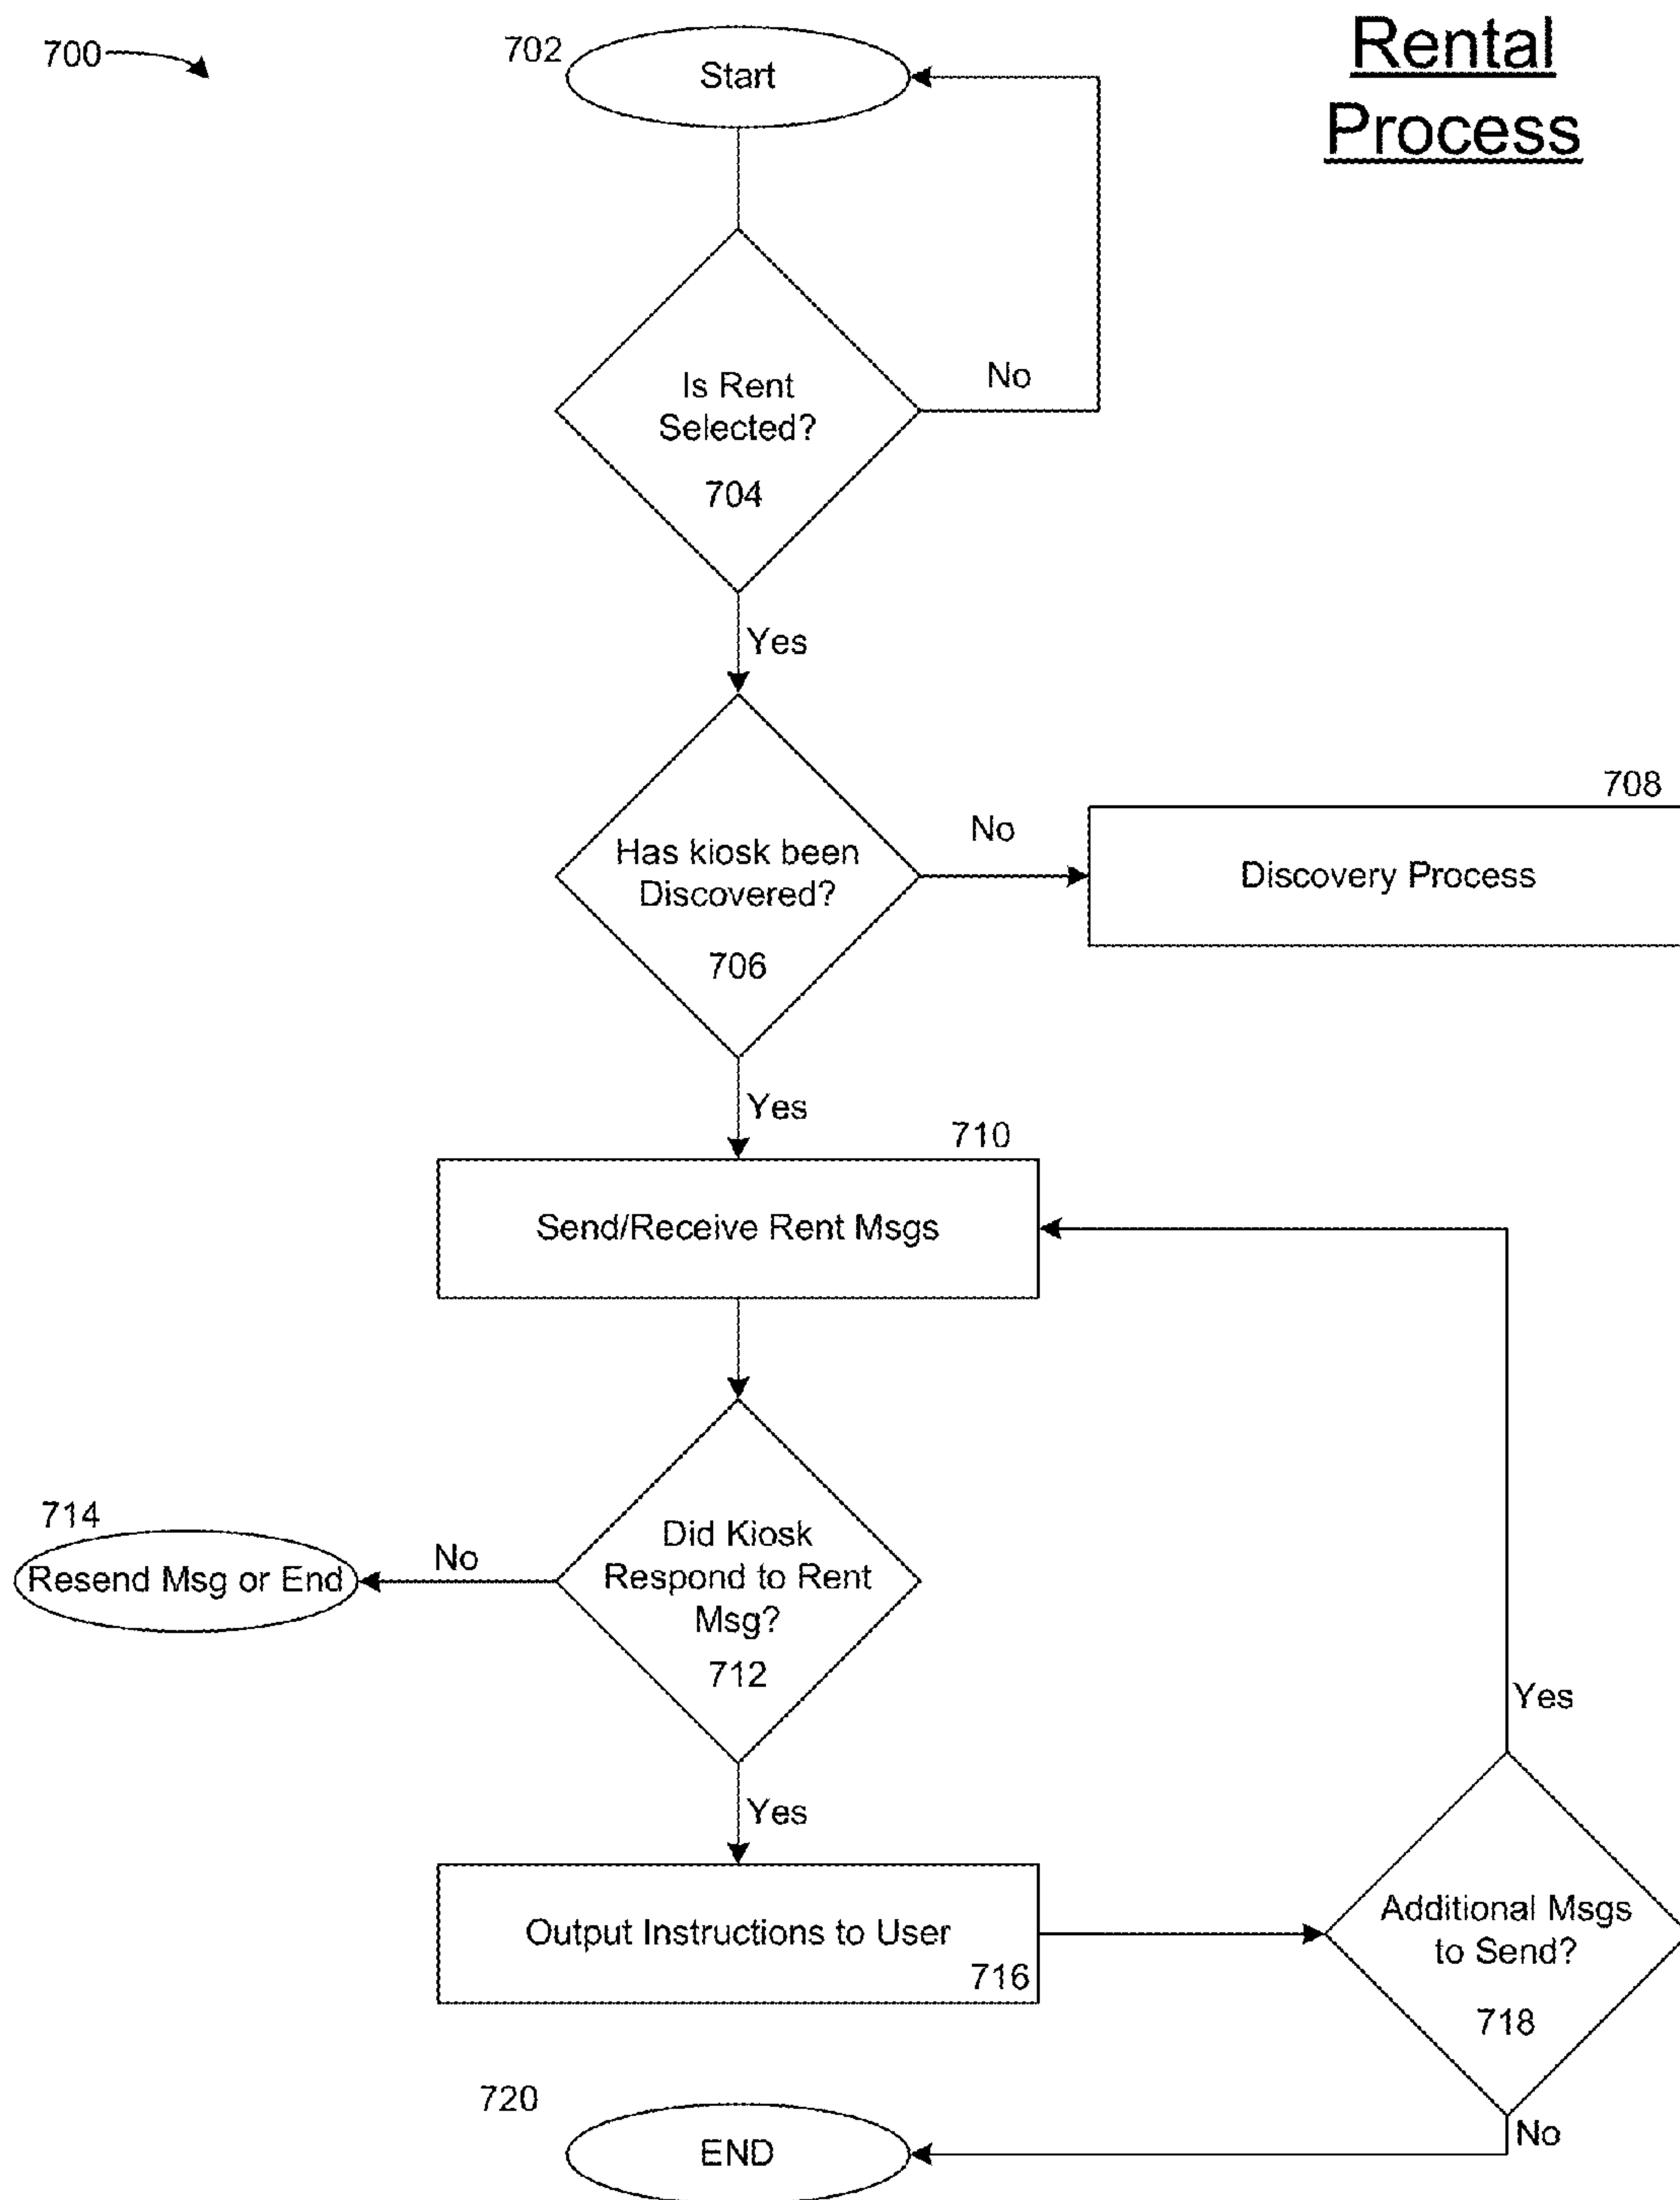 700
702
Start
Rental
Process
Is Rent
Selected?
704
No
Yes
Has kiosk been
Discovered?
706
No
708
Discovery Process
Yes
710
Send/Receive Rent Msgs
Did Kiosk
Respond to Rent
Msg?
712
No
714
Resend Msg or End
Yes
Output Instructions to User
716
Additional Msgs
to Send?
718
Yes
No
720
END